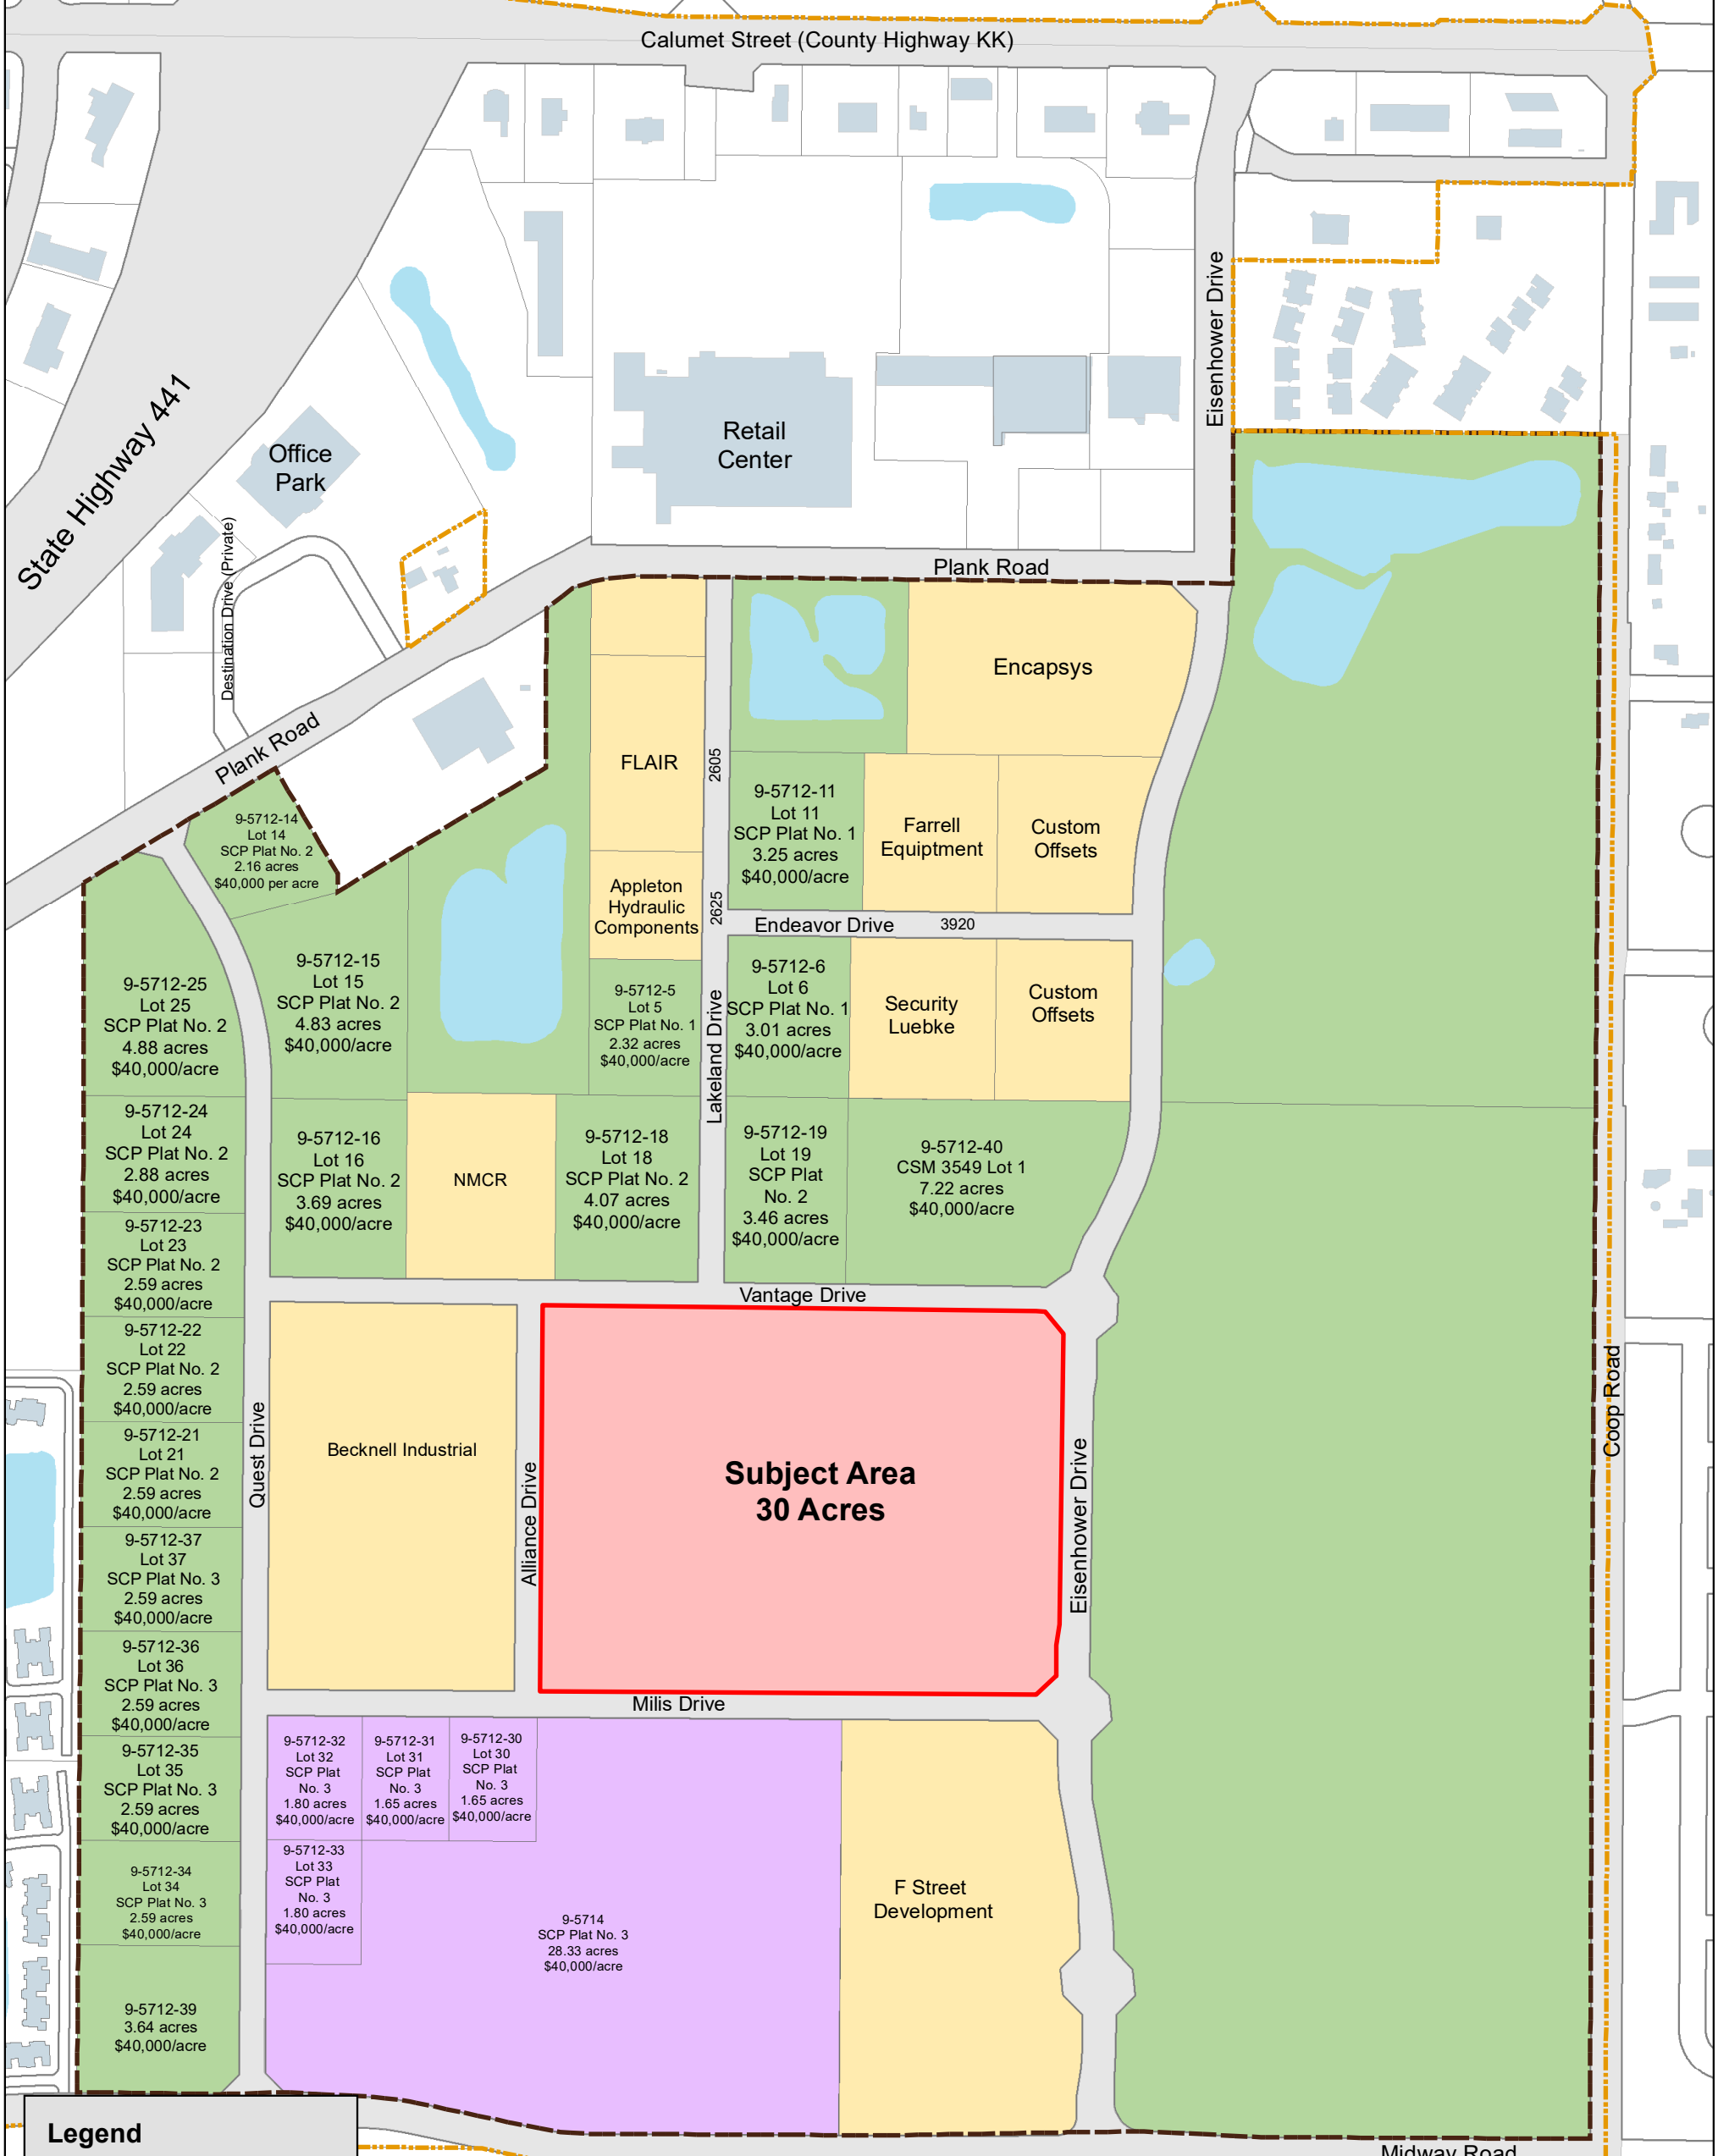 Calumet Street (County Highway KK)
State Highway 441
Eisenhower Drive
Office
Park
Retail
Center
Destination Drive (Private)
Plank Road
Plank Road
Encapsys
FLAIR
2605
9-5712-14
Lot 14
SCP Plat No. 2
2.16 acres
$40,000 per acre
9-5712-11
Lot 11
SCP Plat No. 1
3.25 acres
$40,000/acre
Farrell
Equiptment
Custom
Offsets
Appleton
Hydraulic
Components
2625
Endeavor Drive
3920
9-5712-25
Lot 25
SCP Plat No. 2
4.88 acres
$40,000/acre
9-5712-15
Lot 15
SCP Plat No. 2
4.83 acres
$40,000/acre
9-5712-5
Lot 5
SCP Plat No. 1
2.32 acres
$40,000/acre
Lakeland Drive
9-5712-6
Lot 6
SCP Plat No. 1
3.01 acres
$40,000/acre
Security
Luebke
Custom
Offsets
9-5712-24
Lot 24
SCP Plat No. 2
2.88 acres
$40,000/acre
9-5712-16
Lot 16
SCP Plat No. 2
3.69 acres
$40,000/acre
NMCR
9-5712-18
Lot 18
SCP Plat No. 2
4.07 acres
$40,000/acre
9-5712-19
Lot 19
SCP Plat
No. 2
3.46 acres
$40,000/acre
9-5712-40
CSM 3549 Lot 1
7.22 acres
$40,000/acre
9-5712-23
Lot 23
SCP Plat No. 2
2.59 acres
$40,000/acre
Vantage Drive
9-5712-22
Lot 22
SCP Plat No. 2
2.59 acres
$40,000/acre
9-5712-21
Lot 21
SCP Plat No. 2
2.59 acres
$40,000/acre
Quest Drive
Becknell Industrial
Alliance Drive
Subject Area
30 Acres
Eisenhower Drive
Coop Road
9-5712-37
Lot 37
SCP Plat No. 3
2.59 acres
$40,000/acre
9-5712-36
Lot 36
SCP Plat No. 3
2.59 acres
$40,000/acre
Milis Drive
9-5712-35
Lot 35
SCP Plat No. 3
2.59 acres
$40,000/acre
9-5712-32
Lot 32
SCP Plat
No. 3
1.80 acres
$40,000/acre
9-5712-31
Lot 31
SCP Plat
No. 3
1.65 acres
$40,000/acre
9-5712-30
Lot 30
SCP Plat
No. 3
1.65 acres
$40,000/acre
9-5712-34
Lot 34
SCP Plat No. 3
2.59 acres
$40,000/acre
9-5712-33
Lot 33
SCP Plat
No. 3
1.80 acres
$40,000/acre
9-5714
SCP Plat No. 3
28.33 acres
$40,000/acre
F Street
Development
9-5712-39
3.64 acres
$40,000/acre
Legend
Midway Road